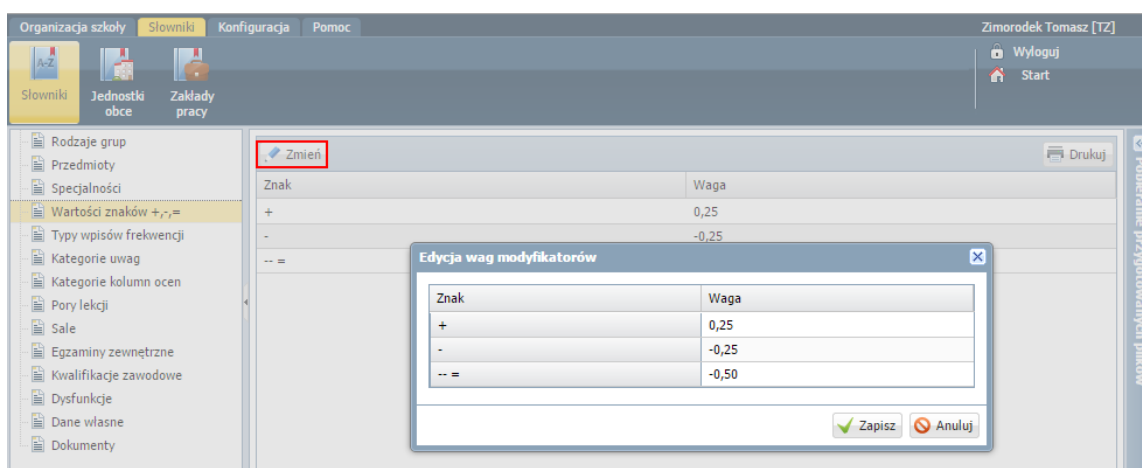 Organizacja szkoły Słowniki Konfiguracja Pomoc Zimorodek Tomasz [TZ]
A-Z
Słowniki
Jednostki obce
Zakłady pracy
Wyloguj
Start
Rodzaje grup
Przedmioty
Specjalności
Wartości znaków +,-,=
Typy wpisów frekwencji
Kategorie uwag
Kategorie kolumn ocen
Pory lekcji
Sale
Egzaminy zewnętrzne
Kwalifikacje zawodowe
Dysfunkcje
Dane własne
Dokumenty
Zmień Drukuj
Znak Waga
+ 0,25
- -0,25
-- =
Edycja wag modyfikatorów
Znak Waga
+ 0,25
- -0,25
-- = -0,50
Zapisz Anuluj
Pobieranie przygotowanych plików